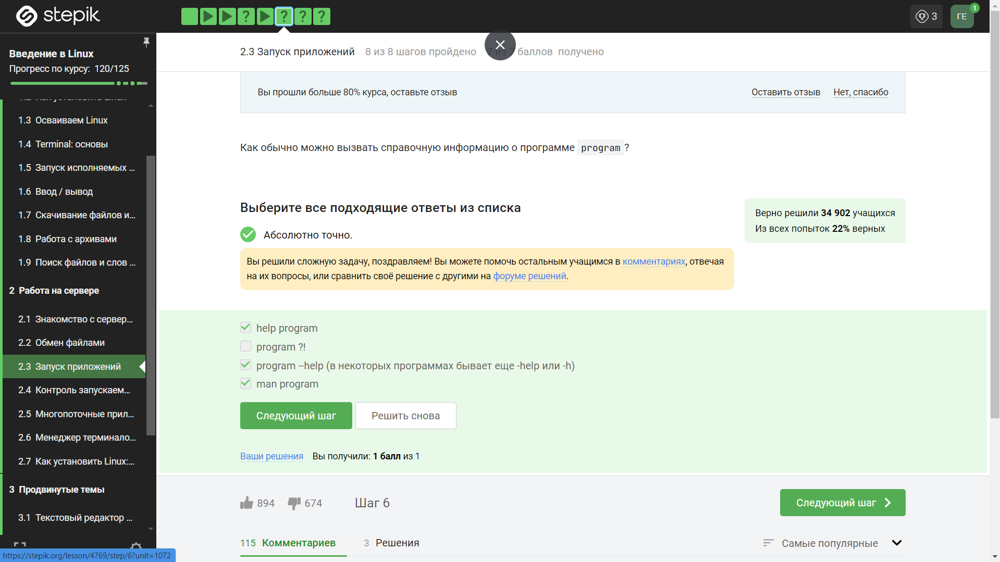 stepik
? ? ? ?
3
ГЕ
1
Введение в Linux
Прогресс по курсу: 120/125
1.2 Как установить Linux
1.3 Осваиваем Linux
1.4 Terminal: основы
1.5 Запуск исполняемых ...
1.6 Ввод / вывод
1.7 Скачивание файлов и...
1.8 Работа с архивами
1.9 Поиск файлов и слов ...
2 Работа на сервере
2.1 Знакомство с сервер...
2.2 Обмен файлами
2.3 Запуск приложений
2.4 Контроль запускаем...
2.5 Многопоточные прил...
2.6 Менеджер терминало...
2.7 Как установить Linux:...
3 Продвинутые темы
3.1 Текстовый редактор ...
https://stepik.org/lesson/4769/step/6?unit=1072
2.3 Запуск приложений 8 из 8 шагов пройдено 7 из 7 баллов получено
Вы прошли больше 80% курса, оставьте отзыв
Оставить отзыв Нет, спасибо
Как обычно можно вызвать справочную информацию о программе program?
Выберите все подходящие ответы из списка
Верно решили 34 902 учащихся
Из всех попыток 22% верных
Абсолютно точно.
Вы решили сложную задачу, поздравляем! Вы можете помочь остальным учащимся в комментариях, отвечая
на их вопросы, или сравнить своё решение с другими на форуме решений.
help program
program ?!
program --help (в некоторых программах бывает еще -help или -h)
man program
Следующий шаг Решить снова
Ваши решения Вы получили: 1 балл из 1
894 674 Шаг 6
Следующий шаг
115 Комментариев 3 Решения
Самые популярные